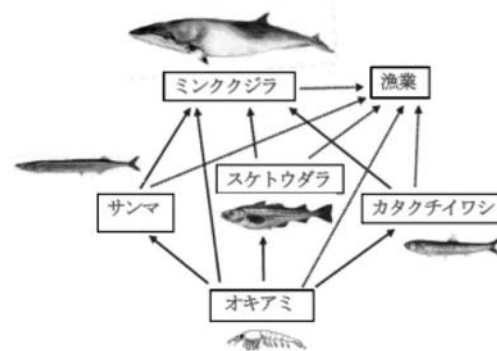 ミンククジラ
漁業
スケトウダラ
サンマ
カタクチイワシ
オキアミ